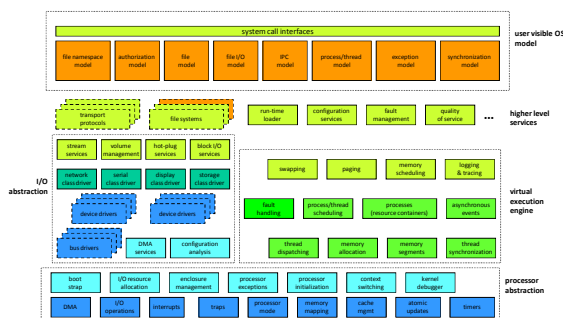 system call interfaces
user visible OS
model
file namespace
model
authorization
model
file
model
file I/O
model
IPC
model
process/thread
model
exception
model
synchronization
model
transport
protocols
file systems
run-time
loader
configuration
services
fault
management
quality
of service
...
higher level
services
stream
services
volume
management
hot-plug
services
block I/O
services
network
class driver
serial
class driver
display
class driver
storage
class driver
I/O
abstraction
device drivers
device drivers
bus drivers
DMA
services
configuration
analysis
swapping
paging
memory
scheduling
logging
& tracing
fault
handling
process/thread
scheduling
processes
(resource containers)
asynchronous
events
virtual
execution
engine
thread
dispatching
memory
allocation
memory
segments
thread
synchronization
boot
strap
I/O resource
allocation
enclosure
management
processor
exceptions
processor
initialization
context
switching
kernel
debugger
processor
abstraction
DMA
I/O
operations
interrupts
traps
processor
mode
memory
mapping
cache
mgmt
atomic
updates
timers